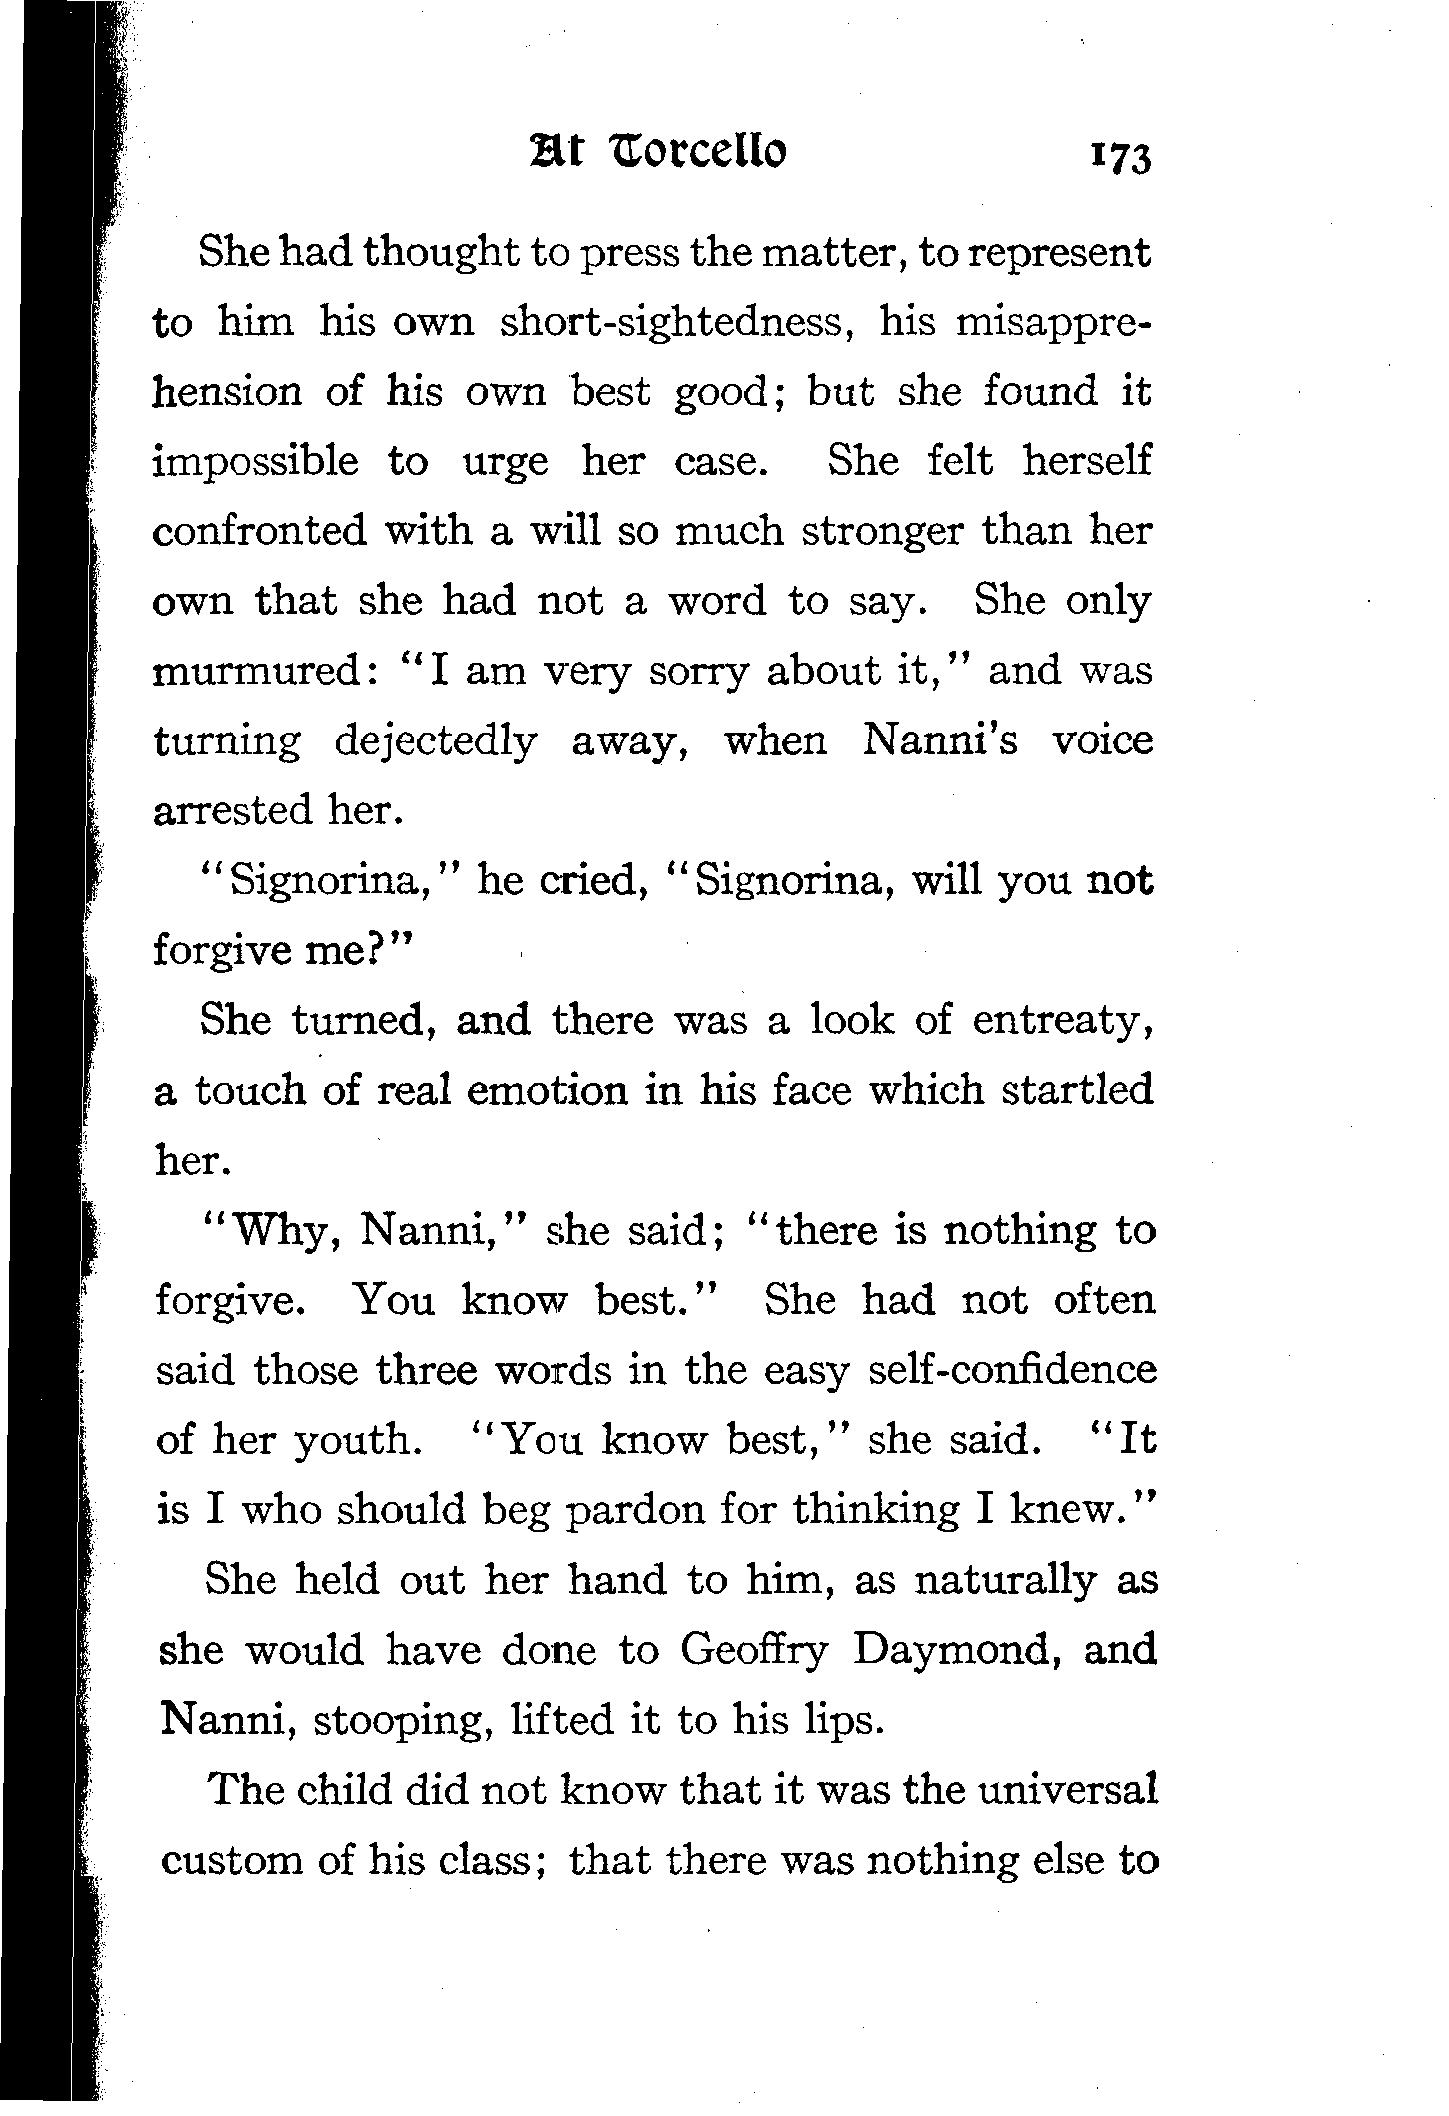 At Torcello 173
She had thought to press the matter, to represent
to him his own short-sightedness, his misappre-
hension of his own best good; but she found it
impossible to urge her case. She felt herself
confronted with a will so much stronger than her
own that she had not a word to say. She only
murmured: "I am very sorry about it," and was
turning dejectedly away, when Nanni's voice
arrested her.
"Signorina," he cried, "Signorina, will you not
forgive me?"
She turned, and there was a look of entreaty,
a touch of real emotion in his face which startled
her.
"Why, Nanni," she said; "there is nothing to
forgive. You know best." She had not often
said those three words in the easy self-confidence
of her youth. "You know best," she said. "It
is I who should beg pardon for thinking I knew."
She held out her hand to him, as naturally as
she would have done to Geoffry Daymond, and
Nanni, stooping, lifted it to his lips.
The child did not know that it was the universal
custom of his class; that there was nothing else to